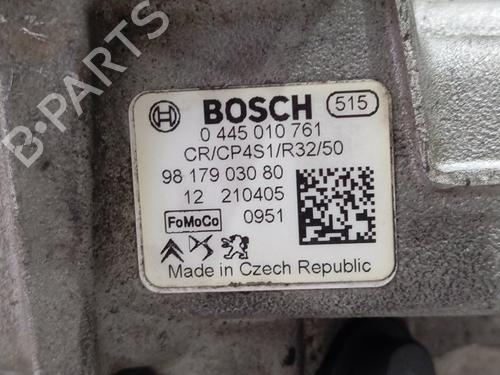 B-PARTS
BOSCH 515
0 445 010 761
CR/CP4S1/R32/50
98 179 030 80
12 210405
FoMoCo 0951
Made in Czech Republic